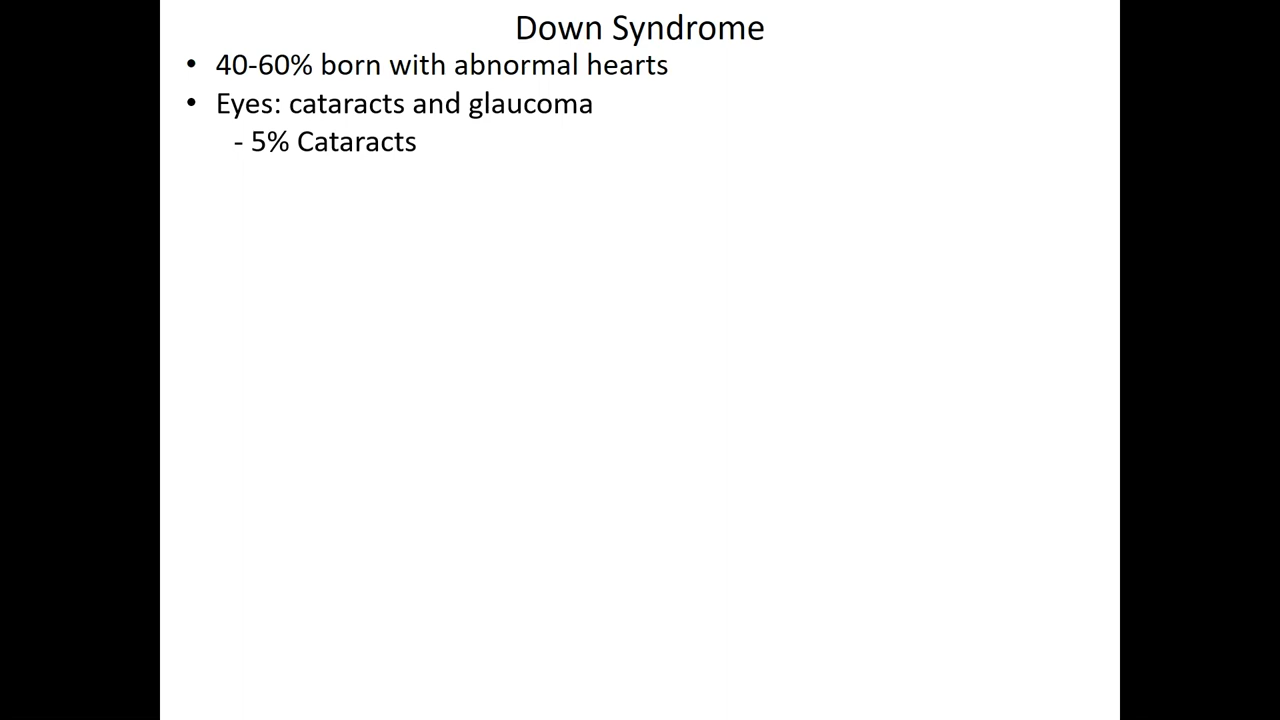 Down Syndrome
• 40-60% born with abnormal hearts
• Eyes: cataracts and glaucoma
- 5% Cataracts